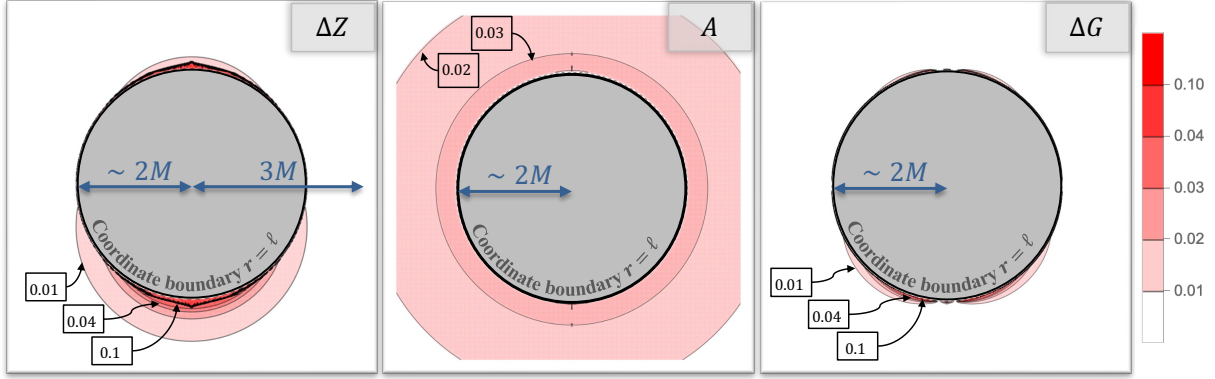 ΔZ
~ 2M
3M
Coordinate boundary r = ℓ
0.01
0.04
0.1
A
0.03
0.02
~ 2M
Coordinate boundary r = ℓ
ΔG
~ 2M
Coordinate boundary r = ℓ
0.01
0.04
0.1
0.10
0.04
0.03
0.02
0.01